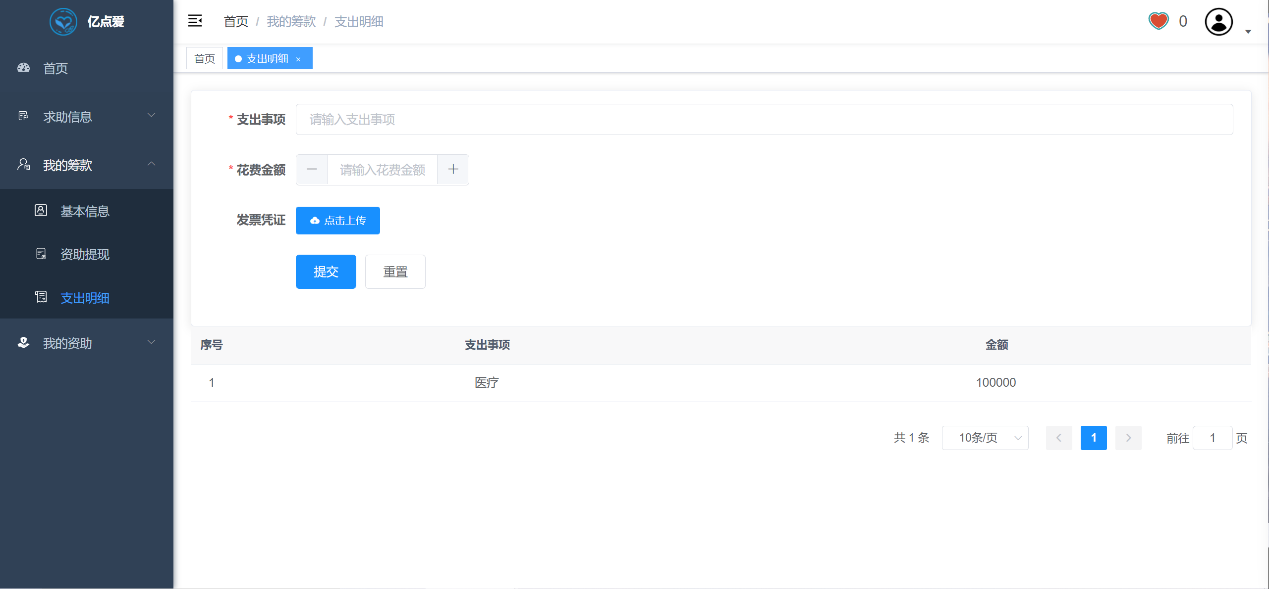 亿点爱
首页 / 我的筹款 / 支出明细
0
首页
支出明细 ×
首页
求助信息
我的筹款
基本信息
资助提现
支出明细
我的资助
* 支出事项 请输入支出事项
* 花费金额 − 请输入花费金额 +
发票凭证 点击上传
提交 重置
序号 支出事项 金额
1 医疗 100000
共 1 条 10条/页 < 1 > 前往 1 页